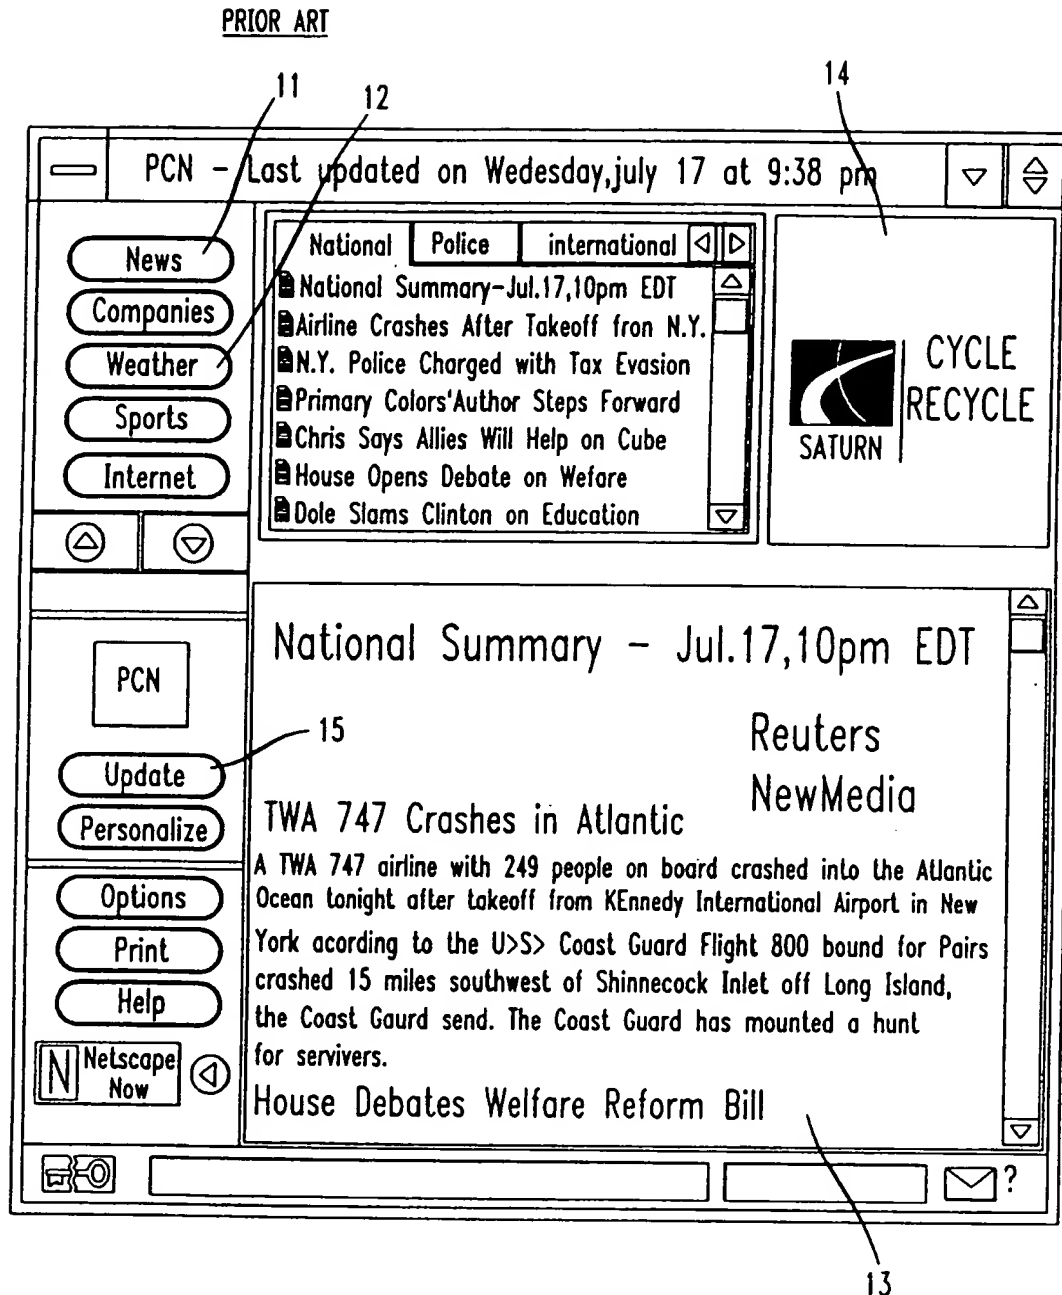 PRIOR ART
11
12
14
PCN - Last updated on Wedesday,july 17 at 9:38 pm
News
Companies
Weather
Sports
Internet
National Police international
National Summary-Jul.17,10pm EDT
Airline Crashes After Takeoff fron N.Y.
N.Y. Police Charged with Tax Evasion
Primary Colors'Author Steps Forward
Chris Says Allies Will Help on Cube
House Opens Debate on Wefare
Dole Slams Clinton on Education
CYCLE
RECYCLE
SATURN
PCN
15
Update
Personalize
Options
Print
Help
N Netscape
Now
National Summary - Jul.17,10pm EDT
Reuters
NewMedia
TWA 747 Crashes in Atlantic
A TWA 747 airline with 249 people on board crashed into the Atlantic
Ocean tonight after takeoff from KEnnedy International Airport in New
York acording to the U>S> Coast Guard Flight 800 bound for Pairs
crashed 15 miles southwest of Shinnecock Inlet off Long Island,
the Coast Gaurd send. The Coast Guard has mounted a hunt
for servivers.
House Debates Welfare Reform Bill
?
13